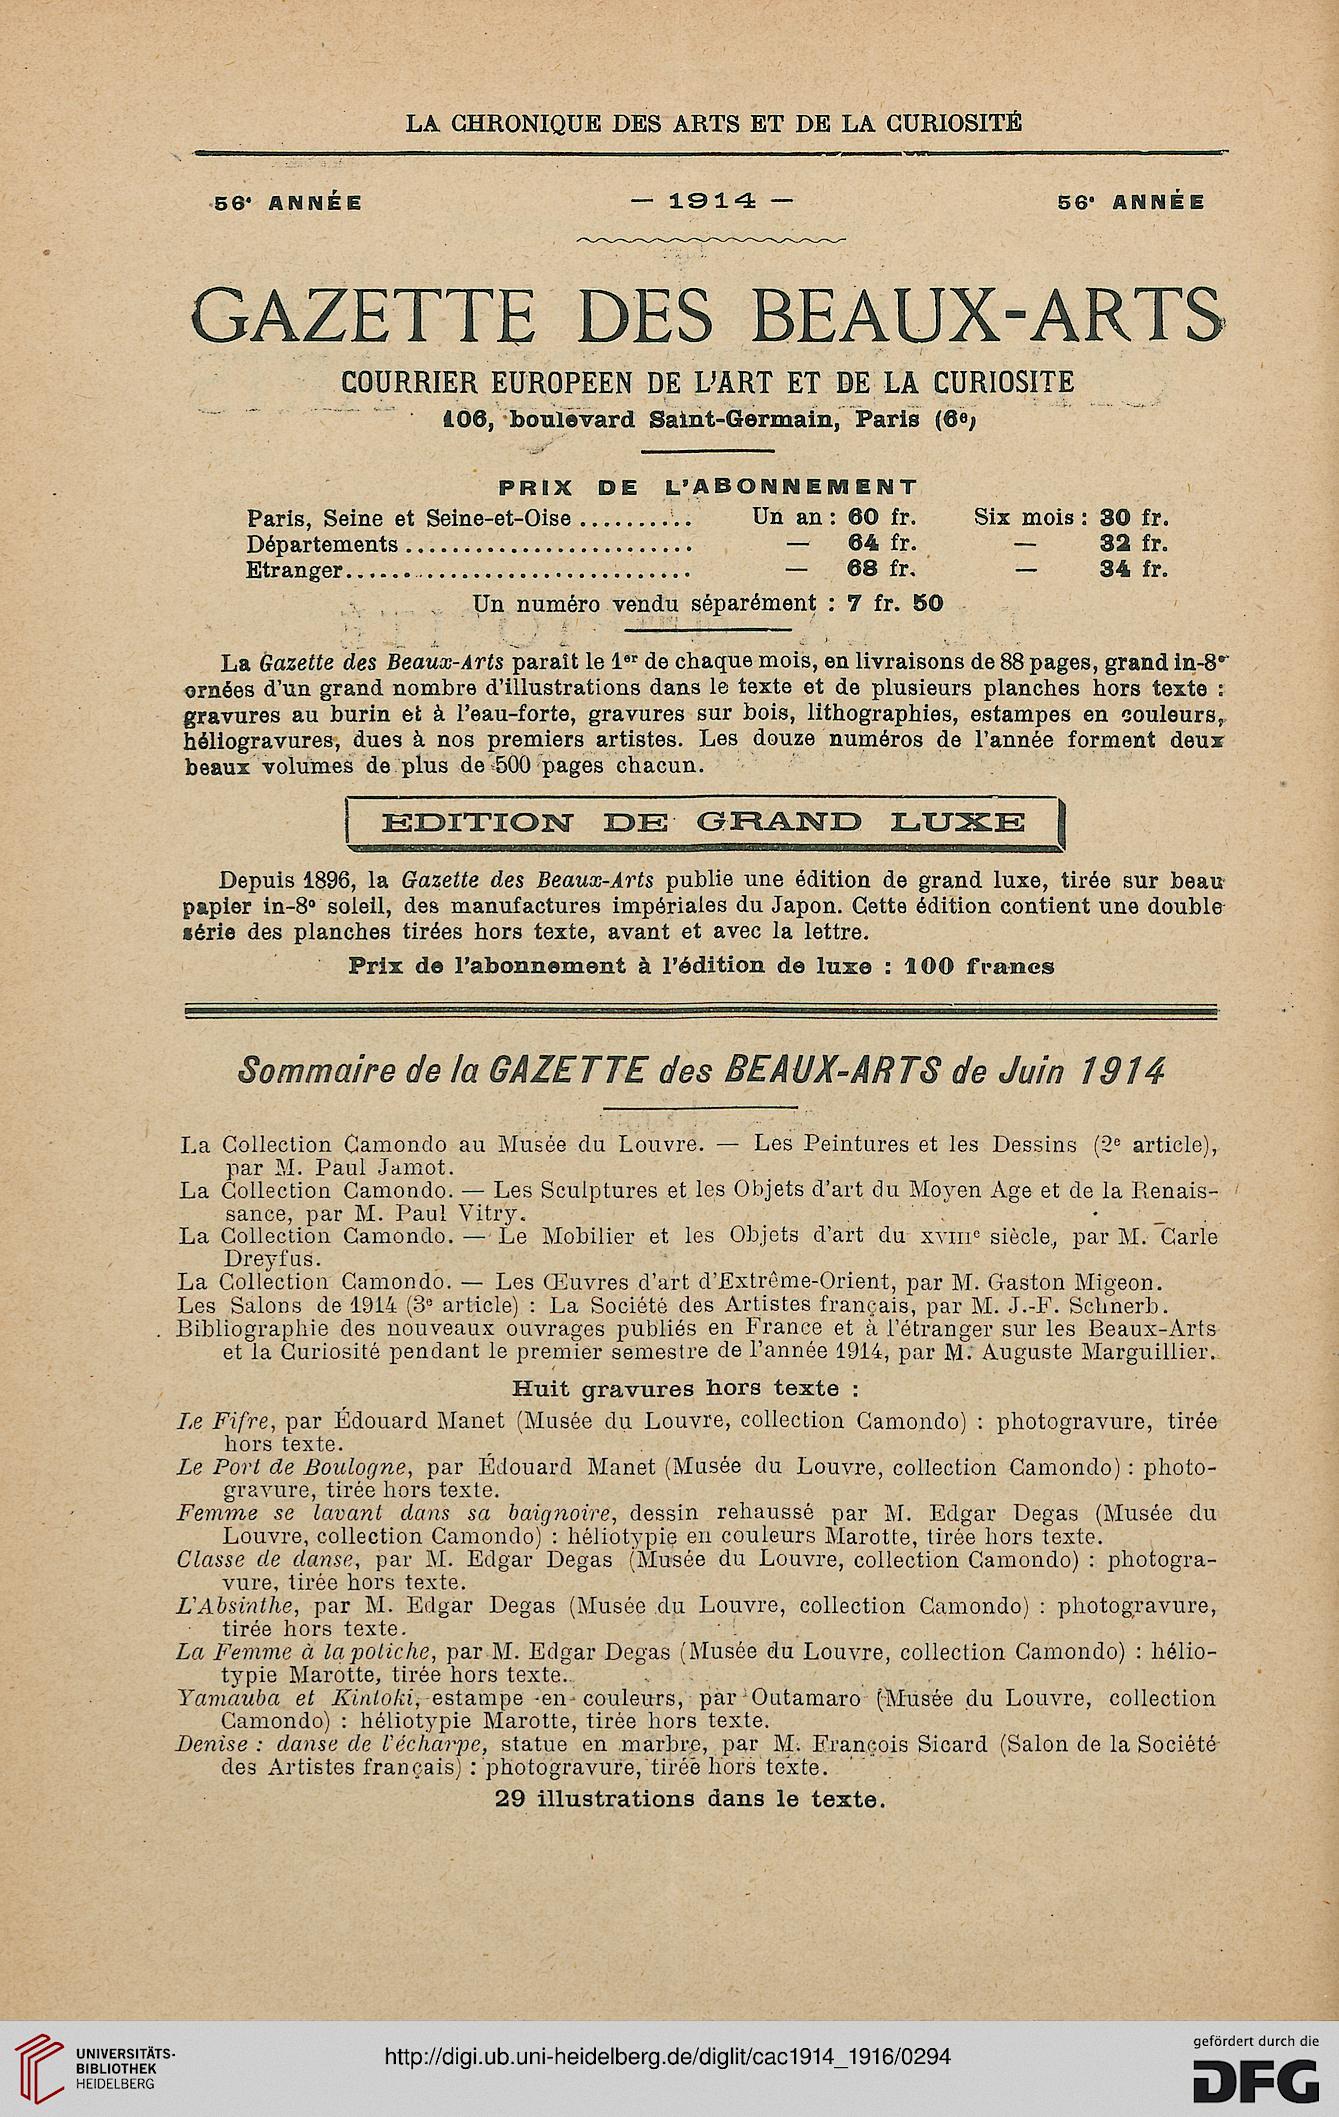 LA CHRONIQUE DES ARTS ET DE LA CURIOSITÉ
56e ANNÉE — 1914 — 56e ANNÉE
GAZETTE DES BEAUX-ARTS
COURRIER EUROPEEN DE L'ART ET DE LA CURIOSITE
106, boulevard Saint-Germain, Paris (6e)
PRIX DE L'ABONNEMENT
Paris, Seine et Seine-et-Oise .......... Un an : 60 fr. Six mois : 30 fr.
Départements .......................... — 64 fr. — 32 fr.
Etranger ............................... — 68 fr. — 34 fr.
Un numéro vendu séparément : 7 fr. 50
La Gazette des Beaux-Arts paraît le 1er de chaque mois, en livraisons de 88 pages, grand in-8°
ornées d'un grand nombre d'illustrations dans le texte et de plusieurs planches hors texte :
gravures au burin et à l'eau-forte, gravures sur bois, lithographies, estampes en couleurs,
héliogravures, dues à nos premiers artistes. Les douze numéros de l'année forment deux
beaux volumes de plus de 500 pages chacun.
EDITION DE GRAND LUXE
Depuis 1896, la Gazette des Beaux-Arts publie une édition de grand luxe, tirée sur beau
papier in-8° soleil, des manufactures impériales du Japon. Cette édition contient une double
série des planches tirées hors texte, avant et avec la lettre.
Prix de l'abonnement à l'édition de luxe : 100 francs
Sommaire de la GAZETTE des BEAUX-ARTS de Juin 1914
La Collection Camondo au Musée du Louvre. — Les Peintures et les Dessins (2e article),
par M. Paul Jamot.
La Collection Camondo. — Les Sculptures et les Objets d'art du Moyen Age et de la Renais-
sance, par M. Paul Vitry.
La Collection Camondo. — Le Mobilier et les Objets d'art du XVIIIe siècle, par M. Carle
Dreyfus.
La Collection Camondo. — Les Œuvres d'art d'Extrême-Orient, par M. Gaston Migeon.
Les Salons de 1914 (3e article) : La Société des Artistes français, par M. J.-F. Schnerb.
Bibliographie des nouveaux ouvrages publiés en France et à l'étranger sur les Beaux-Arts
et la Curiosité pendant le premier semestre de l'année 1914, par M. Auguste Marguillier.
Huit gravures hors texte :
Le Fifre, par Édouard Manet (Musée du Louvre, collection Camondo) : photogravure, tirée
hors texte.
Le Port de Boulogne, par Édouard Manet (Musée du Louvre, collection Camondo) : photo-
gravure, tirée hors texte.
Femme se lavant dans sa baignoire, dessin rehaussé par M. Edgar Degas (Musée du
Louvre, collection Camondo) : héliotypie en couleurs Marotte, tirée hors texte.
Classe de danse, par M. Edgar Degas (Musée du Louvre, collection Camondo) : photogra-
vure, tirée hors texte.
L'Absinthe, par M. Edgar Degas (Musée du Louvre, collection Camondo) : photogravure,
tirée hors texte.
La Femme à la potiche, par M. Edgar Degas (Musée du Louvre, collection Camondo) : hélio-
typie Marotte, tirée hors texte.
Yamauba et Kintoki, estampe en couleurs, par Outamaro (Musée du Louvre, collection
Camondo) : héliotypie Marotte, tirée hors texte.
Denise : danse de l'écharpe, statue en marbre, par M. François Sicard (Salon de la Société
des Artistes français) : photogravure, tirée hors texte.
29 illustrations dans le texte.
UNIVERSITÄTS-
BIBLIOTHEK
HEIDELBERG
http://digi.ub.uni-heidelberg.de/diglit/cac1914_1916/0294
gefördert durch die
DFG